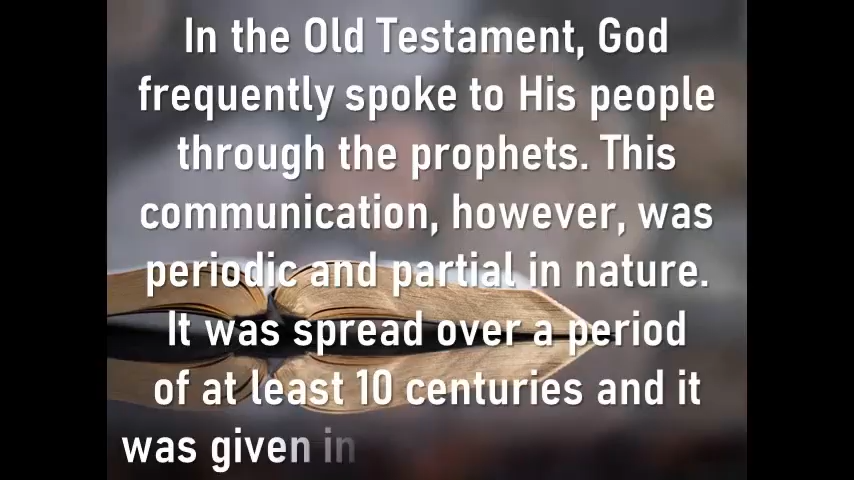 In the Old Testament, God
frequently spoke to His people
through the prophets. This
communication, however, was
periodic and partial in nature.
It was spread over a period
of at least 10 centuries and it
was given in